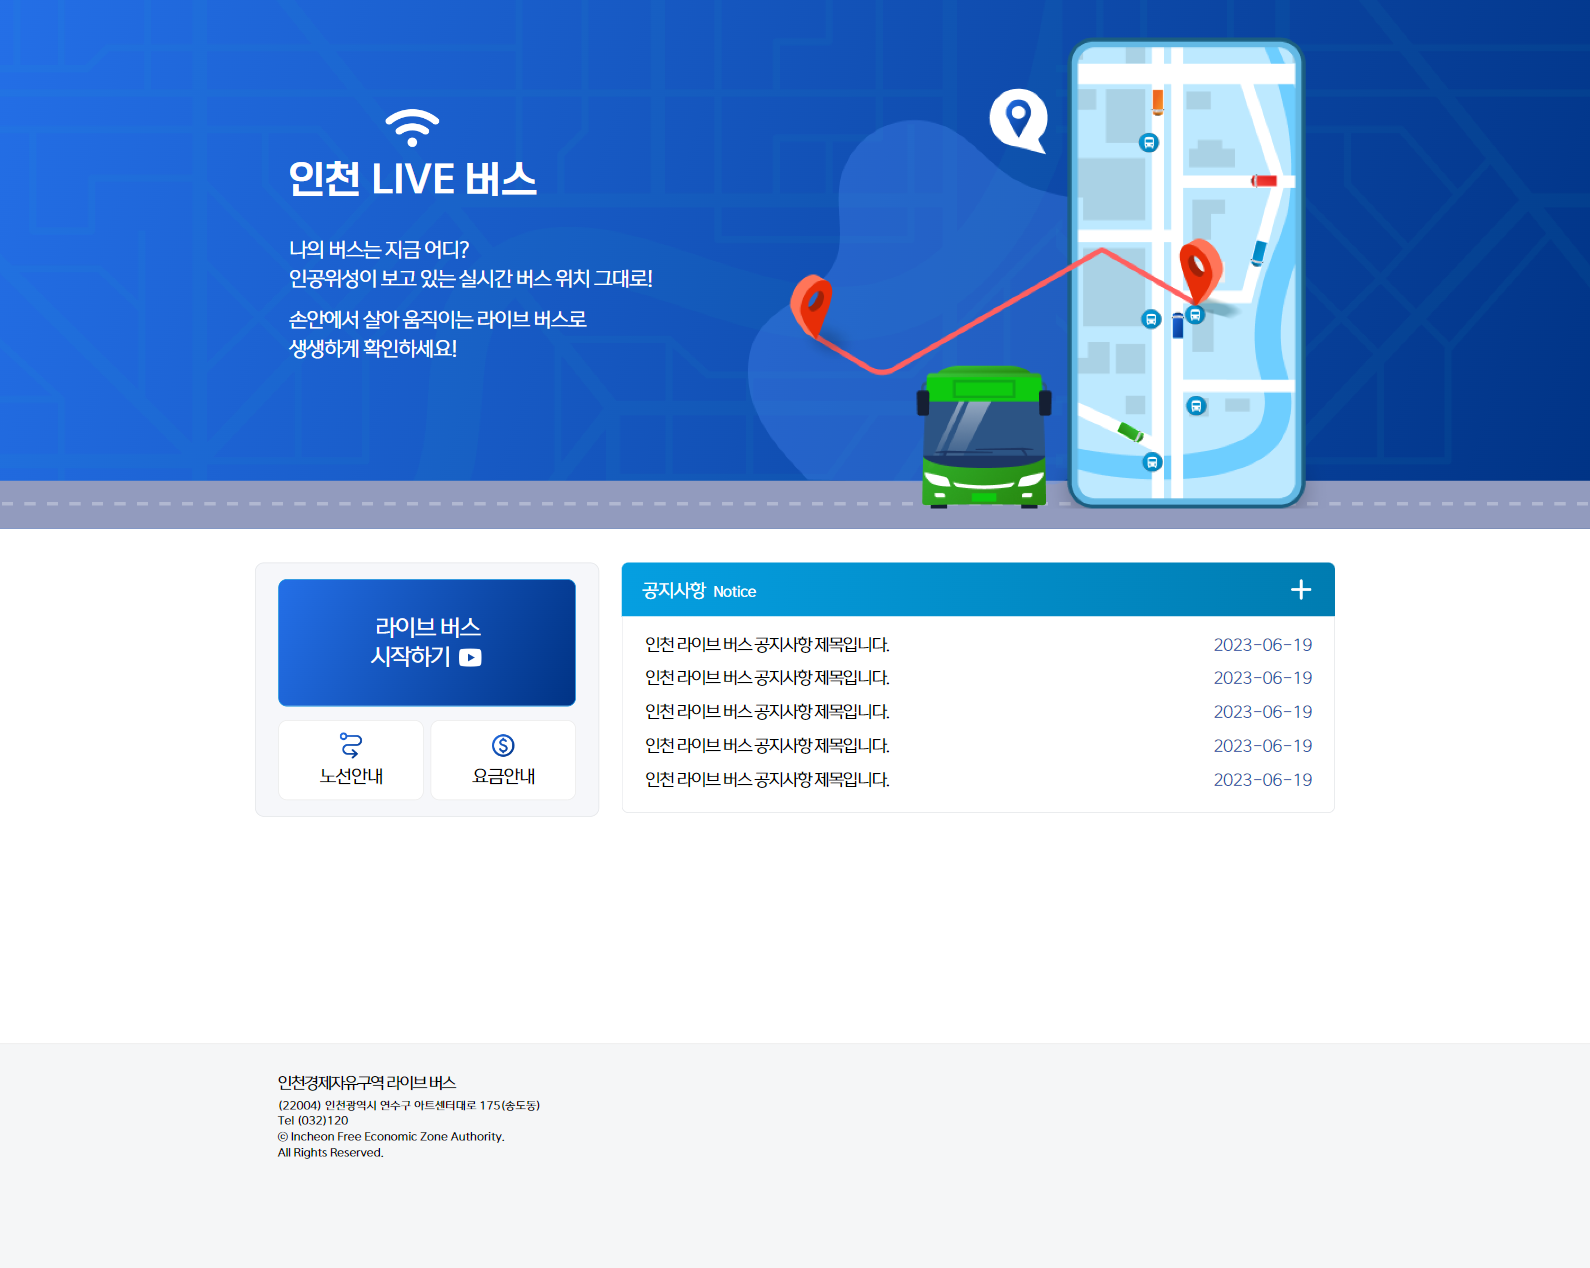 인천 LIVE 버스
나의 버스는 지금 어디?
인공위성이 보고 있는 실시간 버스 위치 그대로!
손안에서 살아 움직이는 라이브 버스로
생생하게 확인하세요!
라이브 버스
시작하기
노선안내
요금안내
공지사항 Notice
인천 라이브 버스 공지사항 제목입니다. 2023-06-19
인천 라이브 버스 공지사항 제목입니다. 2023-06-19
인천 라이브 버스 공지사항 제목입니다. 2023-06-19
인천 라이브 버스 공지사항 제목입니다. 2023-06-19
인천 라이브 버스 공지사항 제목입니다. 2023-06-19
인천경제자유구역 라이브 버스
(22004) 인천광역시 연수구 아트센터대로 175(송도동)
Tel (032)120
ⓒ Incheon Free Economic Zone Authority.
All Rights Reserved.